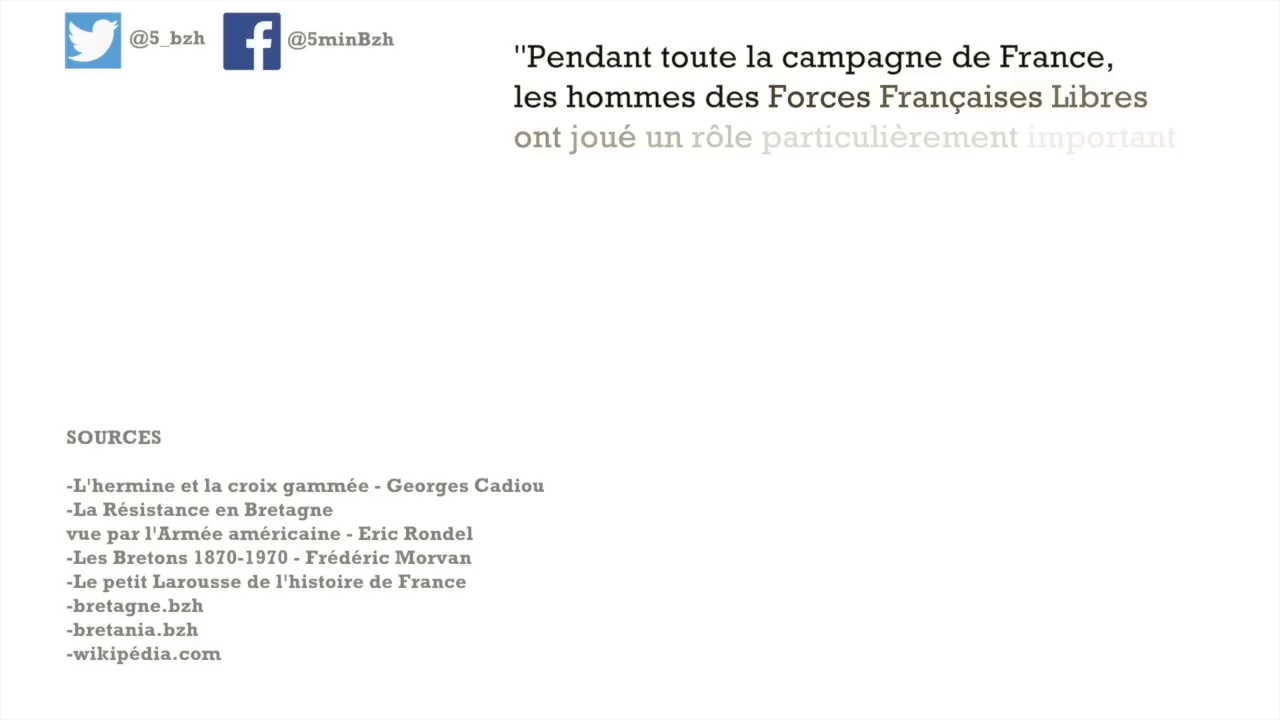 @5_bzh
@5minBzh
"Pendant toute la campagne de France,
les hommes des Forces Françaises Libres
ont joué un rôle particulièrement important
SOURCES
-L'hermine et la croix gammée - Georges Cadiou
-La Résistance en Bretagne
vue par l'Armée américaine - Eric Rondel
-Les Bretons 1870-1970 - Frédéric Morvan
-Le petit Larousse de l'histoire de France
-bretagne.bzh
-bretania.bzh
-wikipédia.com